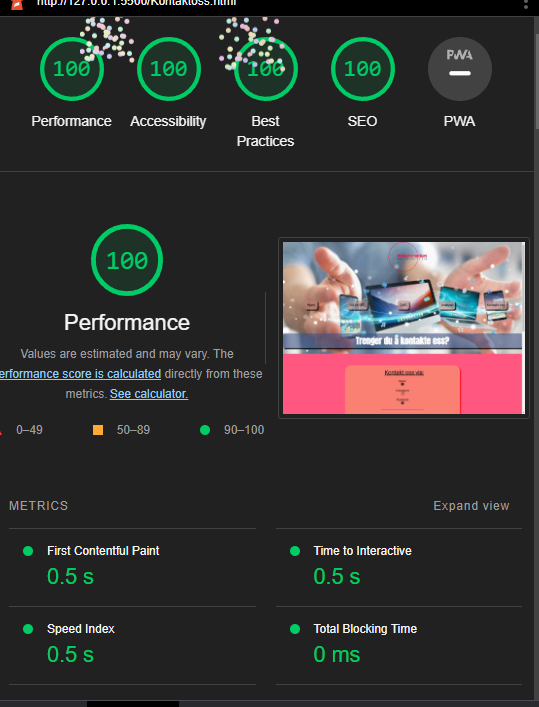 http://127.0.0.1:5500/Kontaktoss.html
100 100 100 100 PWA
Performance Accessibility Best Practices SEO PWA
100
Performance
Values are estimated and may vary. The
erformance score is calculated directly from these
metrics. See calculator.
0–49 50–89 90–100
Trenger du å kontakte oss?
Kontakt oss via:
METRICS Expand view
First Contentful Paint
0.5 s
Time to Interactive
0.5 s
Speed Index
0.5 s
Total Blocking Time
0 ms